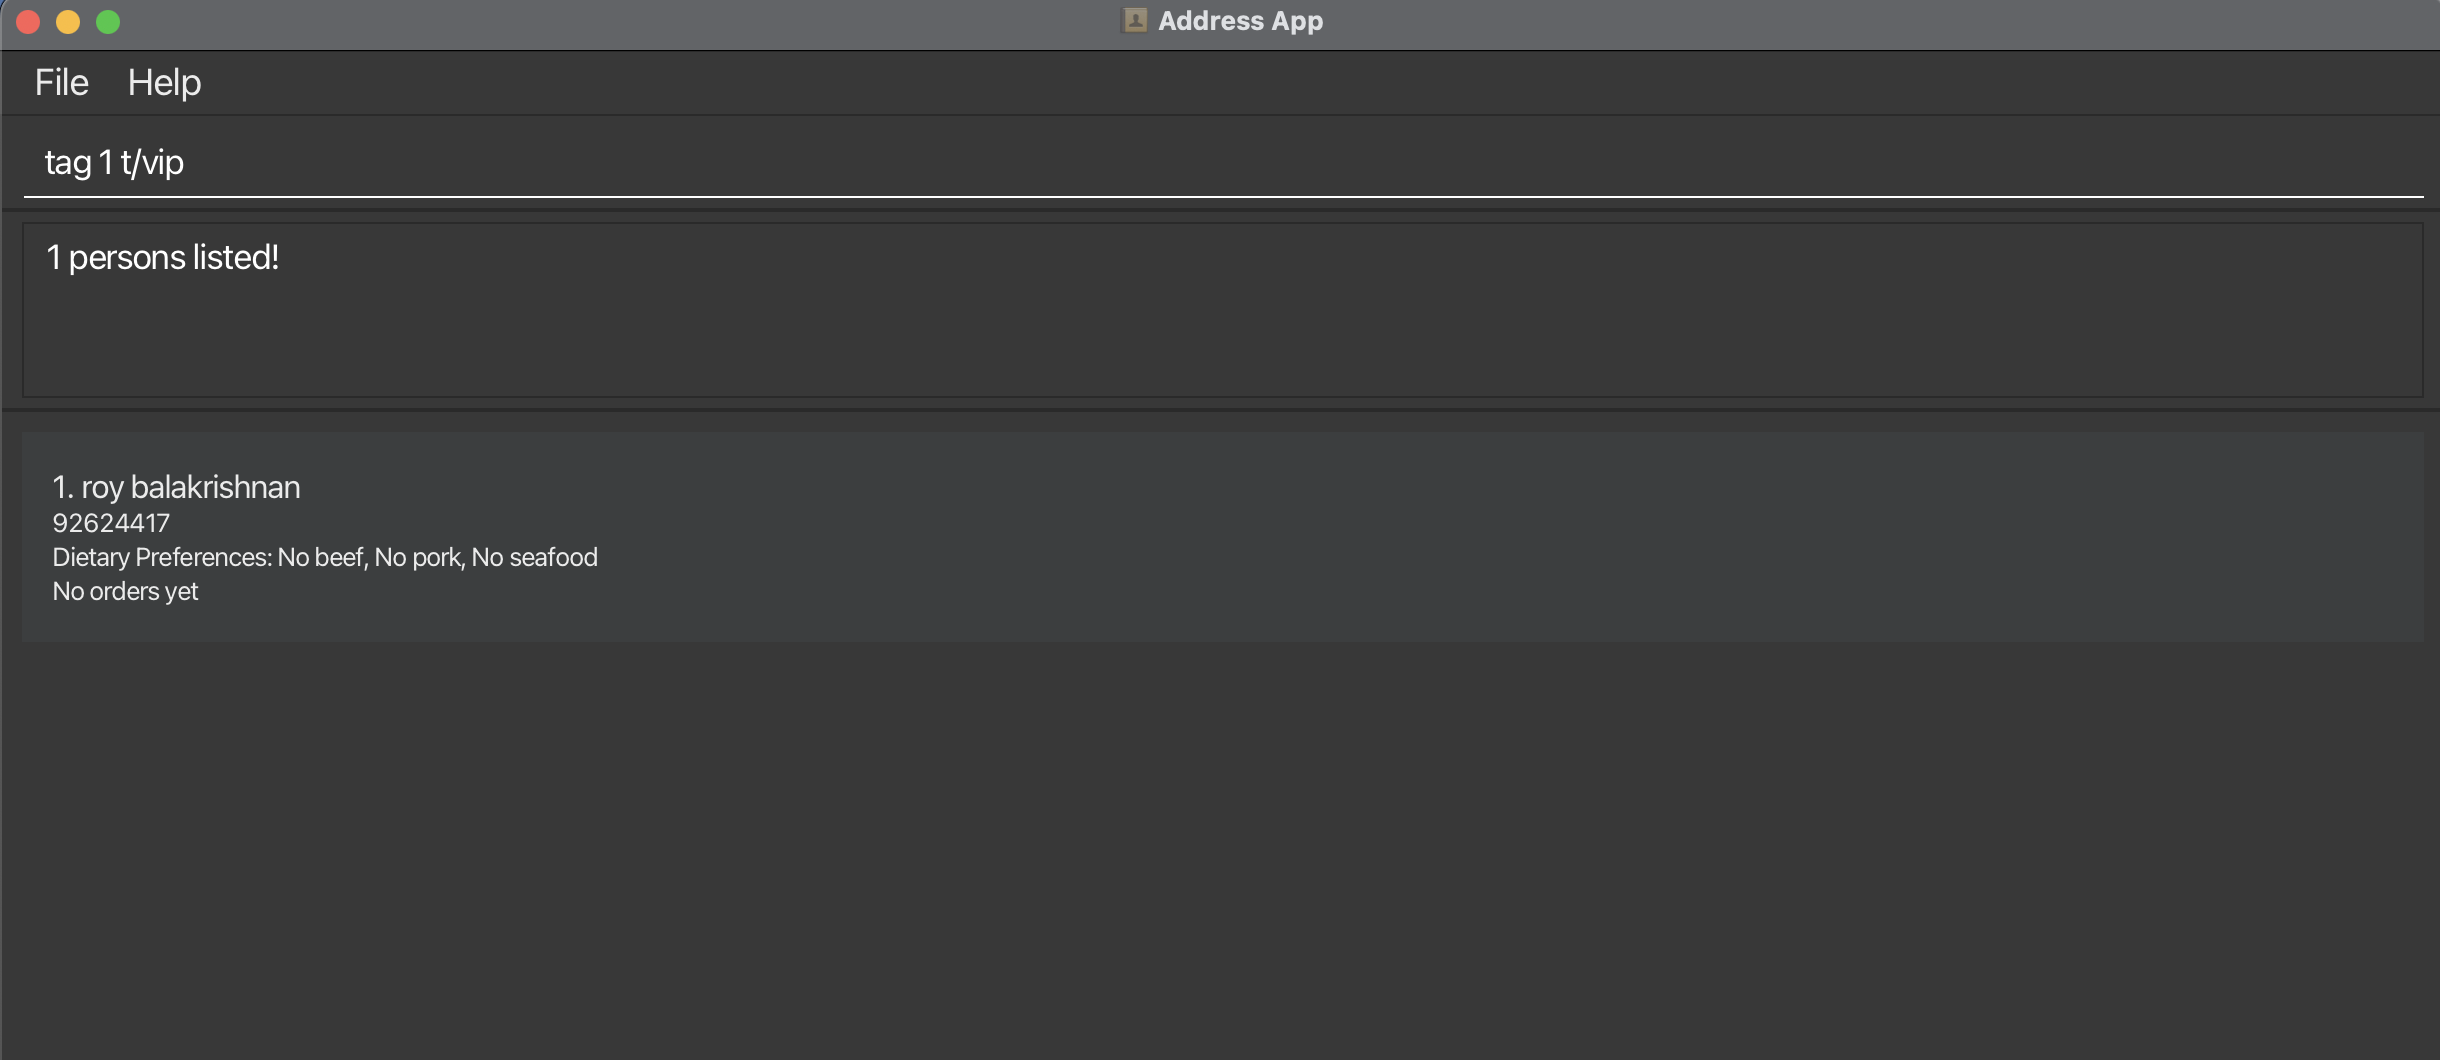 Address App
File Help
tag 1 t/vip
1 persons listed!
1. roy balakrishnan
92624417
Dietary Preferences: No beef, No pork, No seafood
No orders yet